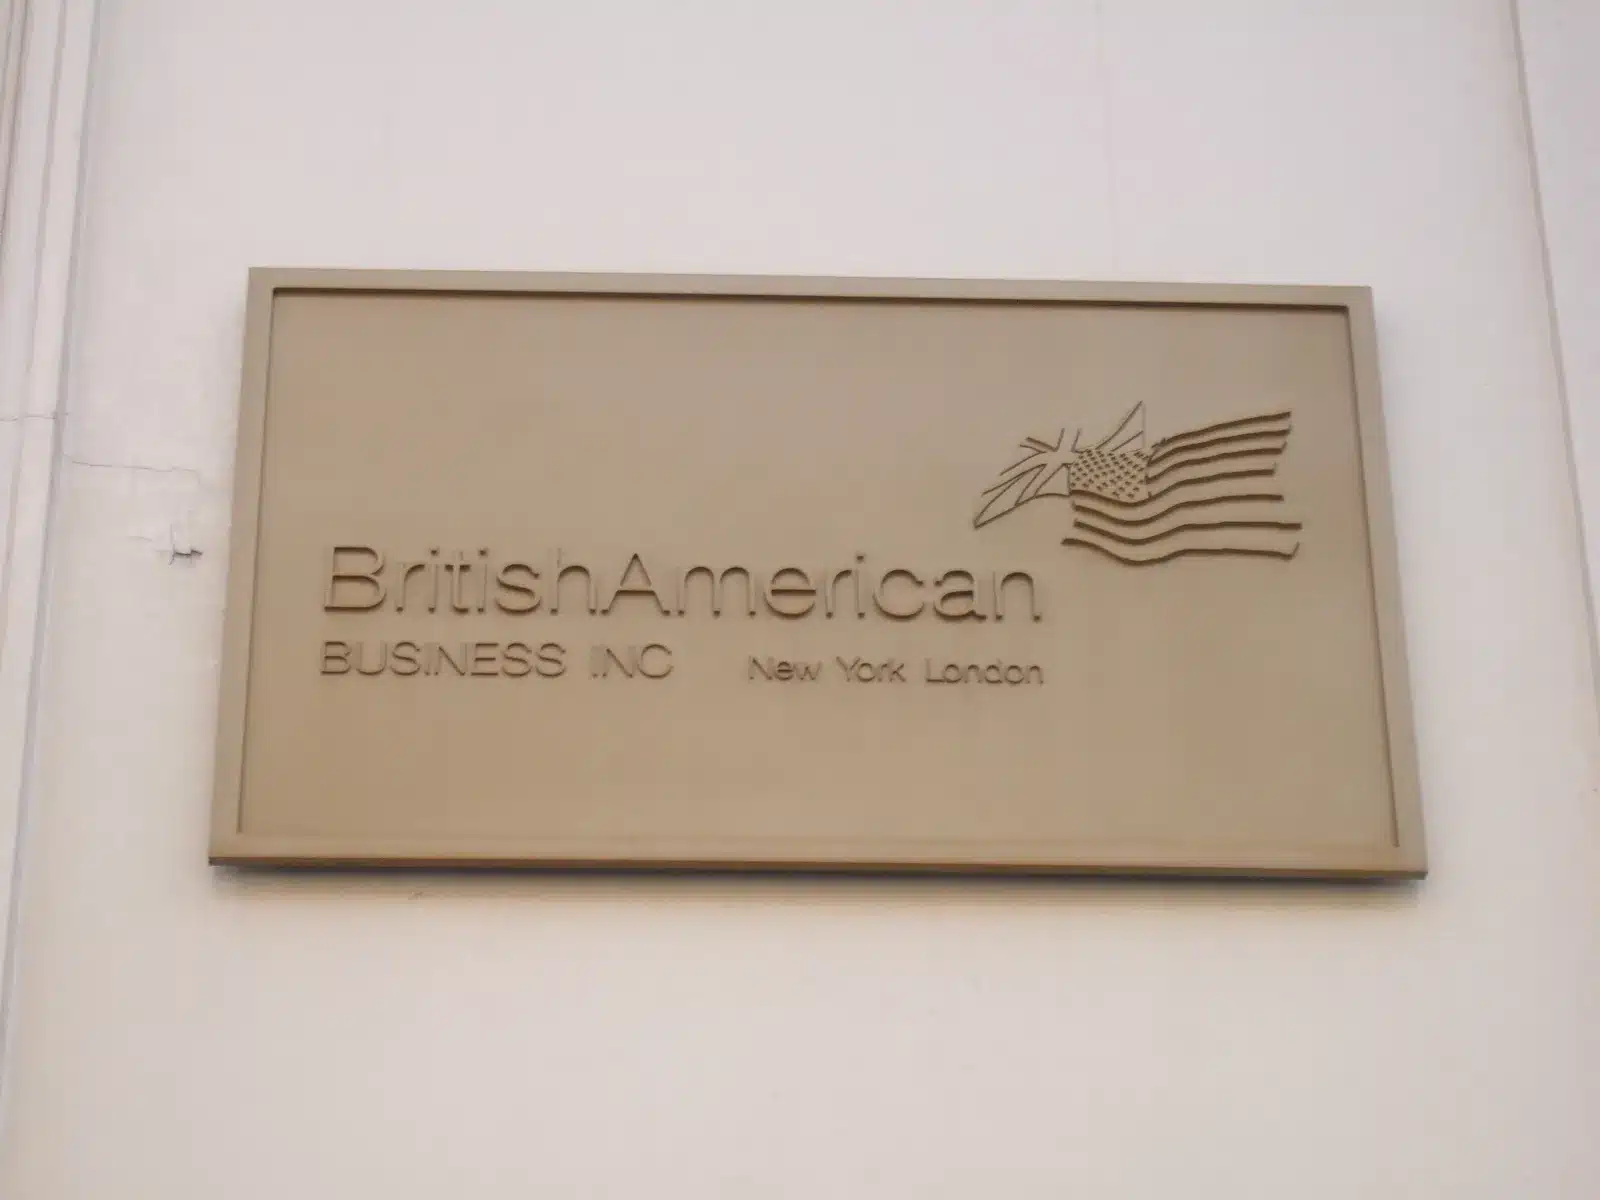 BritishAmerican
BUSINESS INC New York London